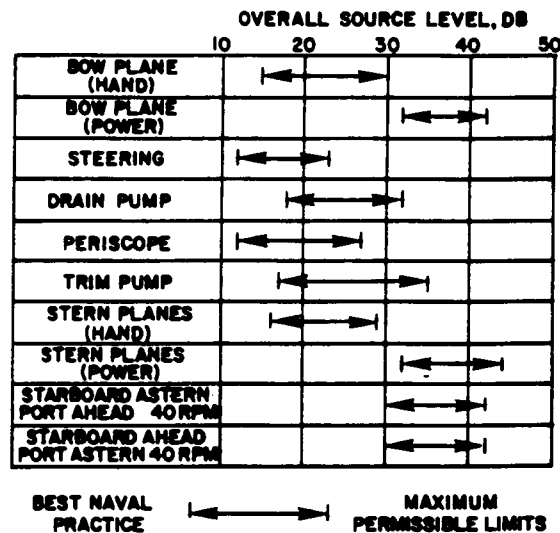 OVERALL SOURCE LEVEL, DB
10 20 30 40 50
BOW PLANE
(HAND)
BOW PLANE
(POWER)
STEERING
DRAIN PUMP
PERISCOPE
TRIM PUMP
STERN PLANES
(HAND)
STERN PLANES
(POWER)
STARBOARD ASTERN
PORT AHEAD 40 RPM
STARBOARD AHEAD
PORT ASTERN 40 RPM
BEST NAVAL
PRACTICE
MAXIMUM
PERMISSIBLE LIMITS